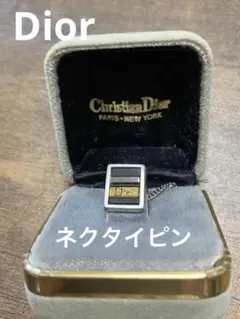 Dior
Christian Dior
PARIS-NEW YORK
ネクタイピン